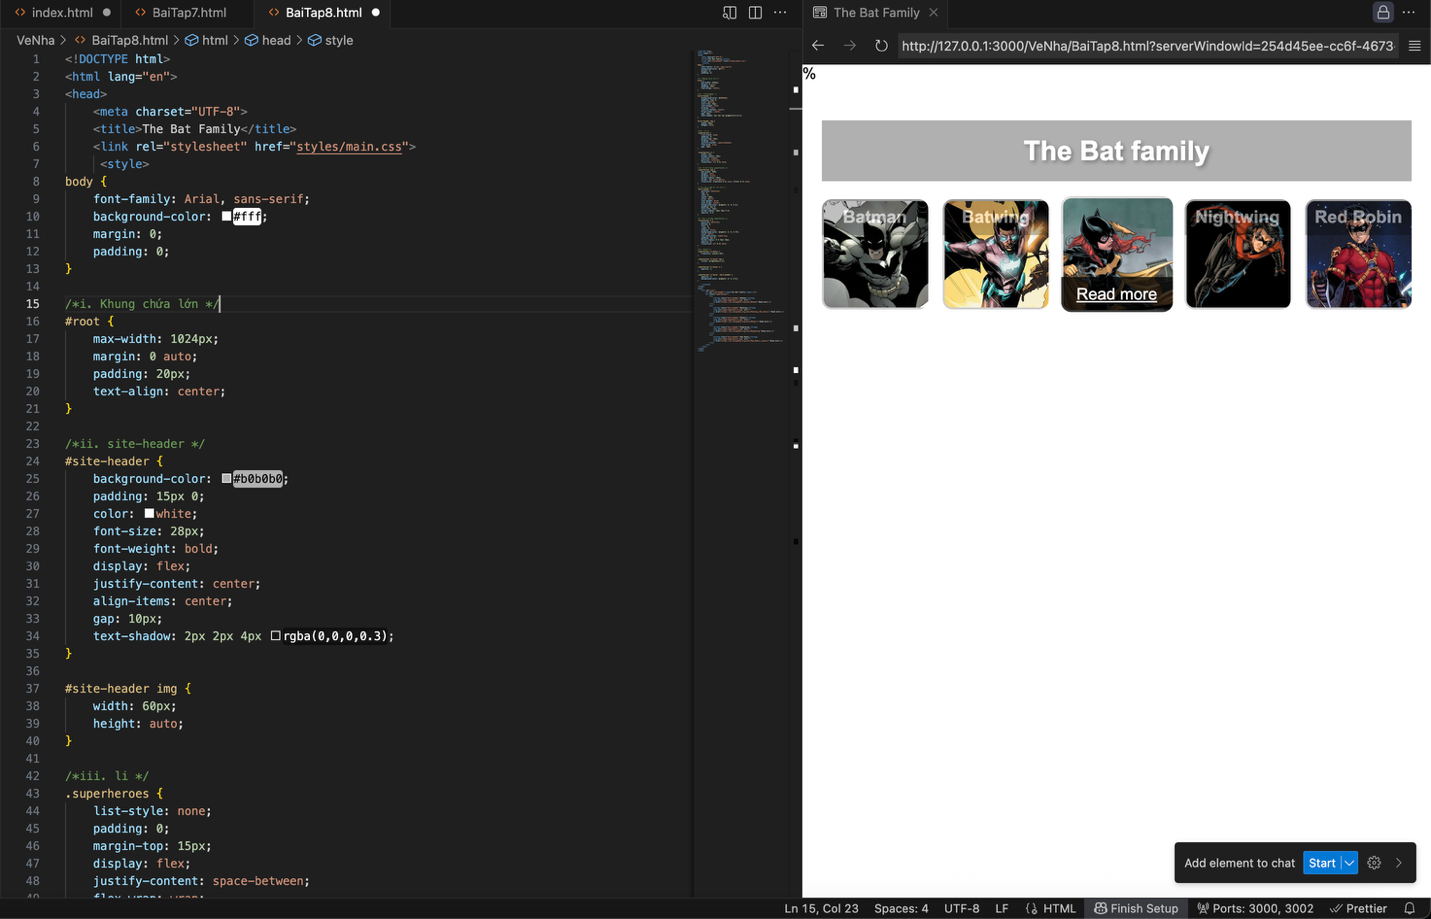 index.html
BaiTap7.html
BaiTap8.html
The Bat Family
VeNha > BaiTap8.html > html > head > style
http://127.0.0.1:3000/VeNha/BaiTap8.html?serverWindowId=254d45ee-cc6f-4673
1 <!DOCTYPE html>
2 <html lang="en">
3 <head>
4 <meta charset="UTF-8">
5 <title>The Bat Family</title>
6 <link rel="stylesheet" href="styles/main.css">
7 <style>
8 body {
9 font-family: Arial, sans-serif;
10 background-color: #fff;
11 margin: 0;
12 padding: 0;
13 }
14
15 /*i. Khung chứa lớn */
16 #root {
17 max-width: 1024px;
18 margin: 0 auto;
19 padding: 20px;
20 text-align: center;
21 }
22
23 /*ii. site-header */
24 #site-header {
25 background-color: #b0b0b0;
26 padding: 15px 0;
27 color: white;
28 font-size: 28px;
29 font-weight: bold;
30 display: flex;
31 justify-content: center;
32 align-items: center;
33 gap: 10px;
34 text-shadow: 2px 2px 4px rgba(0,0,0,0.3);
35 }
36
37 #site-header img {
38 width: 60px;
39 height: auto;
40 }
41
42 /*iii. li */
43 .superheroes {
44 list-style: none;
45 padding: 0;
46 margin-top: 15px;
47 display: flex;
48 justify-content: space-between;
49 flex-wrap: wrap;
%
The Bat family
Batman
Batwing
Nightwing
Red Robin
Read more
Add element to chat Start
Ln 15, Col 23 Spaces: 4 UTF-8 LF HTML Finish Setup Ports: 3000, 3002 Prettier